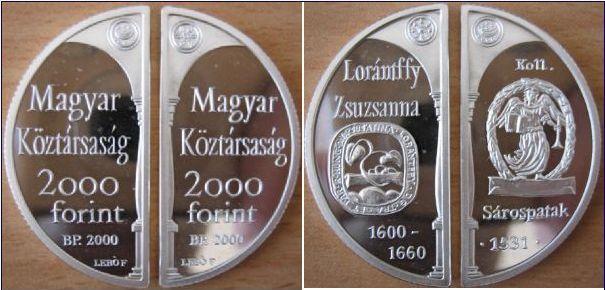 Magyar
Köztársaság
2000
forint
BP. 2000
LEBÓ F
Magyar
Köztársaság
2000
forint
BP. 2000
LEBÓ F
Lorántffy
Zsuzsanna
1600 -
1660
Koll.
Sárospatak
· 1531 ·